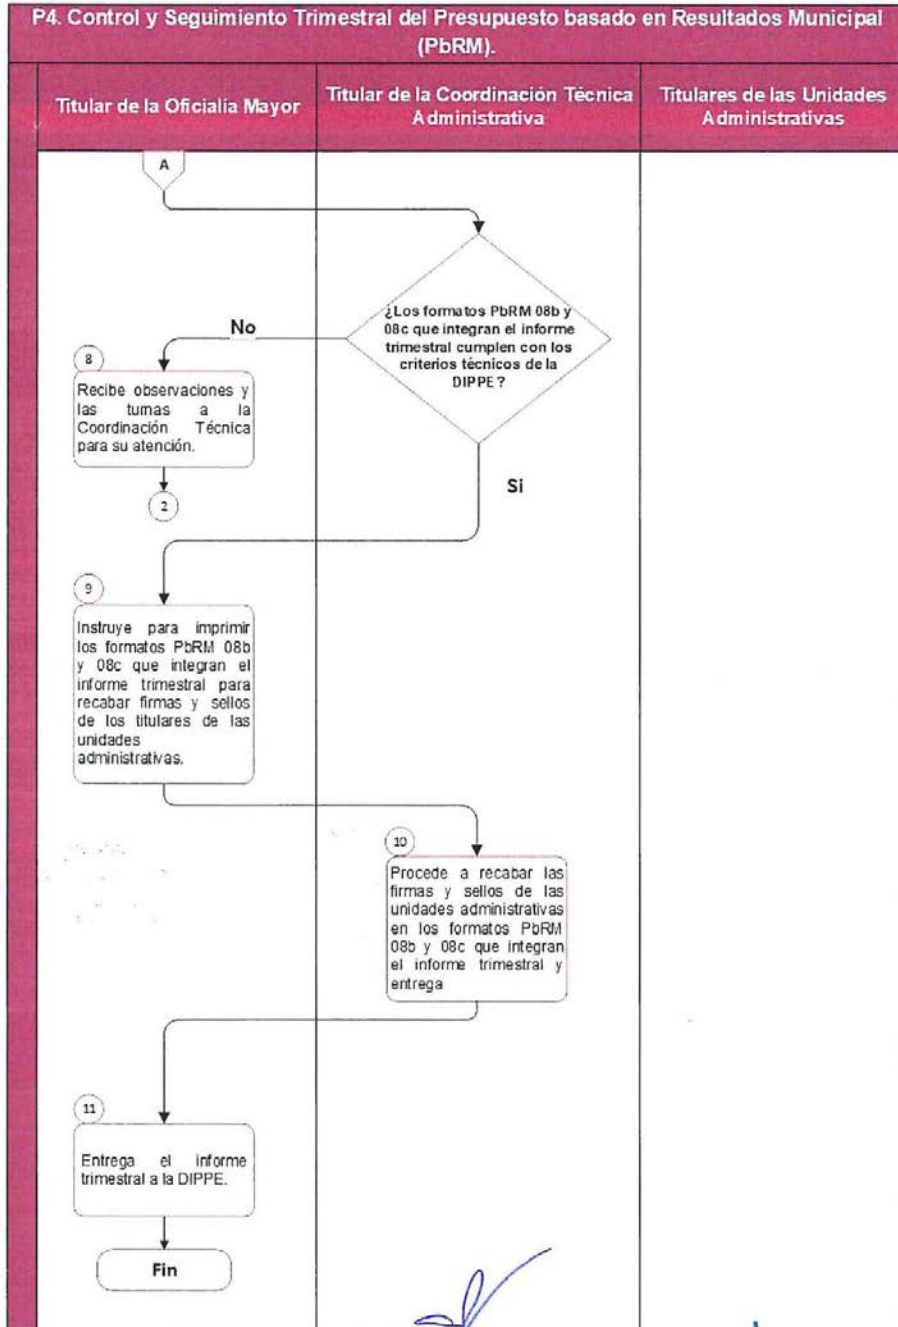 P4. Control y Seguimiento Trimestral del Presupuesto basado en Resultados Municipal
(PbRM).
Titular de la Oficialia Mayor
Titular de la Coordinación Técnica
Administrativa
Titulares de las Unidades
Administrativas
A
¿Los formatos PbRM 08b y
08c que integran el informe
trimestral cumplen con los
criterios técnicos de la
DIPPE?
No
8
Recibe observaciones y
las turnas a la
Coordinación Técnica
para su atención.
2
Si
9
Instruye para imprimir
los formatos PbRM 08b
y 08c que integran el
informe trimestral para
recabar firmas y sellos
de los titulares de las
unidades
administrativas.
10
Procede a recabar las
firmas y sellos de las
unidades administrativas
en los formatos PbRM
08b y 08c que integran
el informe trimestral y
entrega
11
Entrega el informe
trimestral a la DIPPE.
Fin